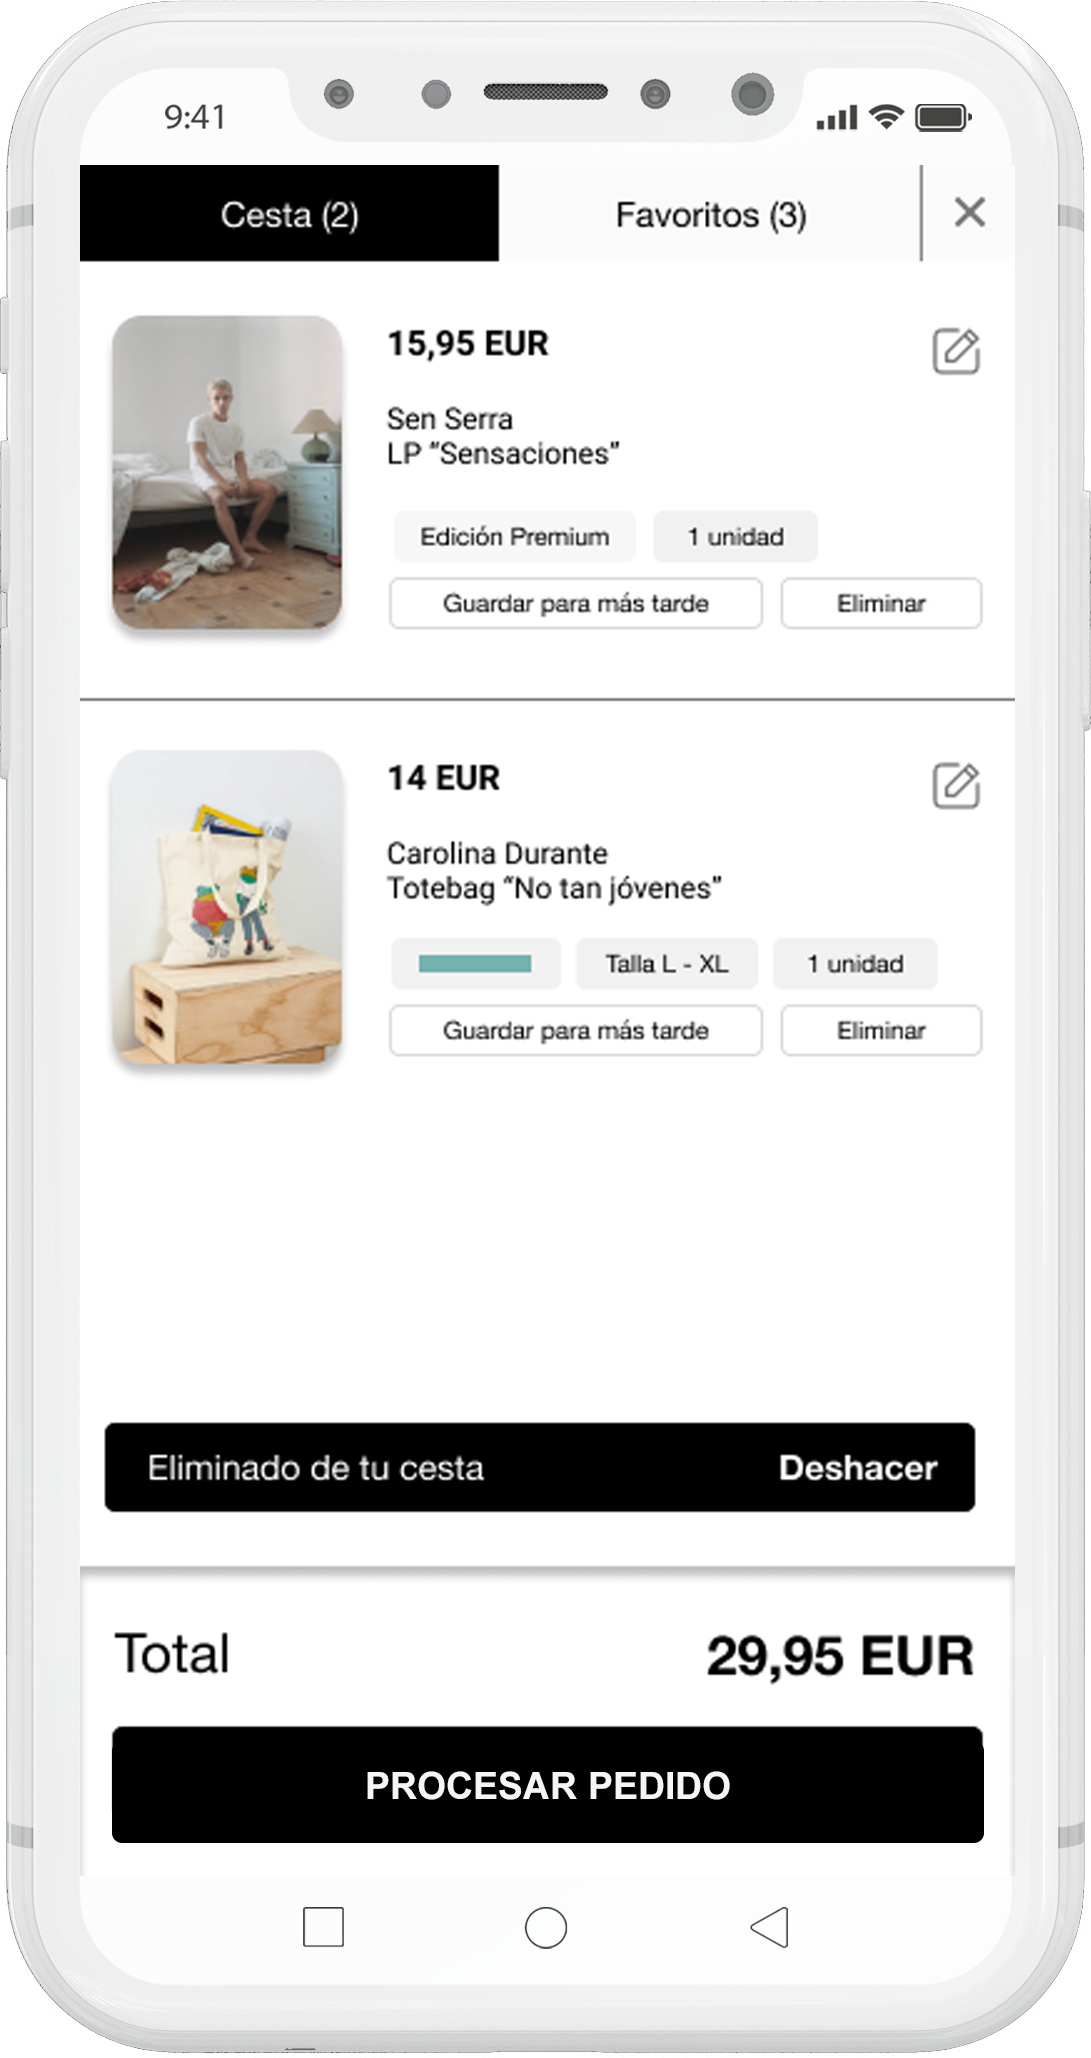 9:41
Cesta (2)
Favoritos (3)
15,95 EUR
Sen Serra
LP “Sensaciones”
Edición Premium
1 unidad
Guardar para más tarde
Eliminar
14 EUR
Carolina Durante
Totebag “No tan jóvenes”
Talla L - XL
1 unidad
Guardar para más tarde
Eliminar
Eliminado de tu cesta
Deshacer
Total
29,95 EUR
PROCESAR PEDIDO